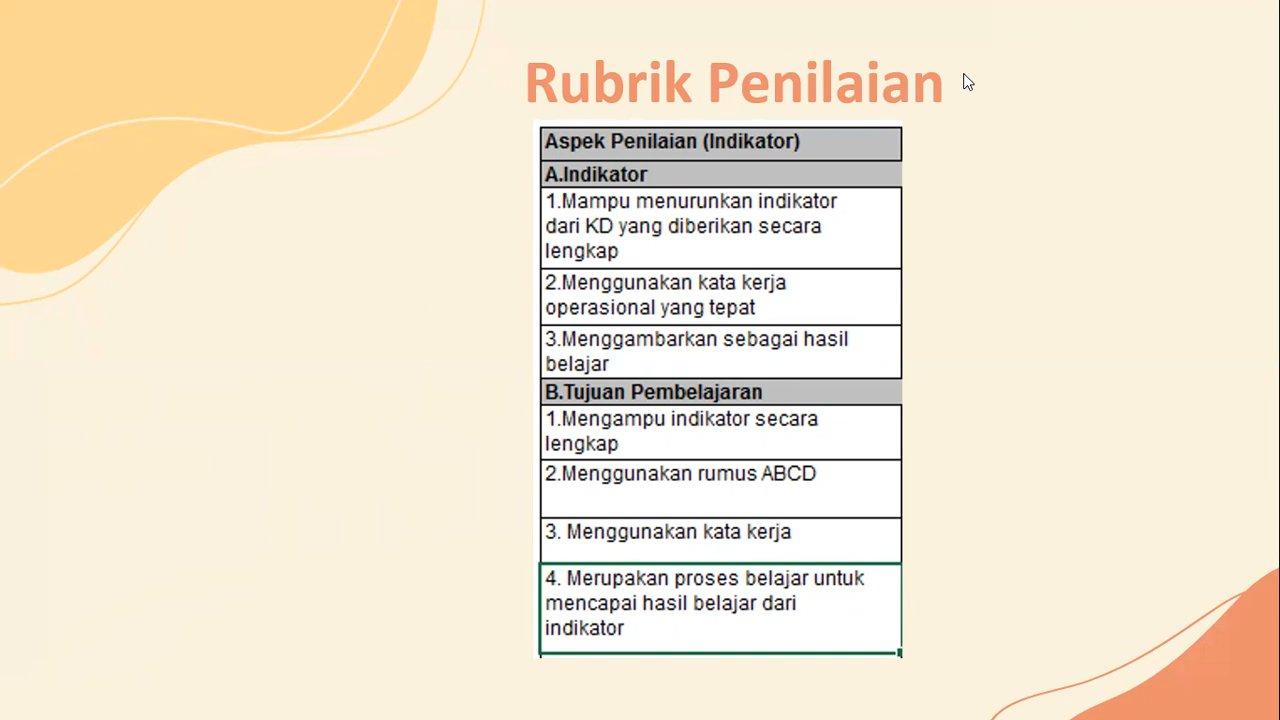 Rubrik Penilaian
Aspek Penilaian (Indikator)
A.Indikator
1.Mampu menurunkan indikator
dari KD yang diberikan secara
lengkap
2.Menggunakan kata kerja
operasional yang tepat
3.Menggambarkan sebagai hasil
belajar
B.Tujuan Pembelajaran
1.Mengampu indikator secara
lengkap
2.Menggunakan rumus ABCD
3. Menggunakan kata kerja
4. Merupakan proses belajar untuk
mencapai hasil belajar dari
indikator